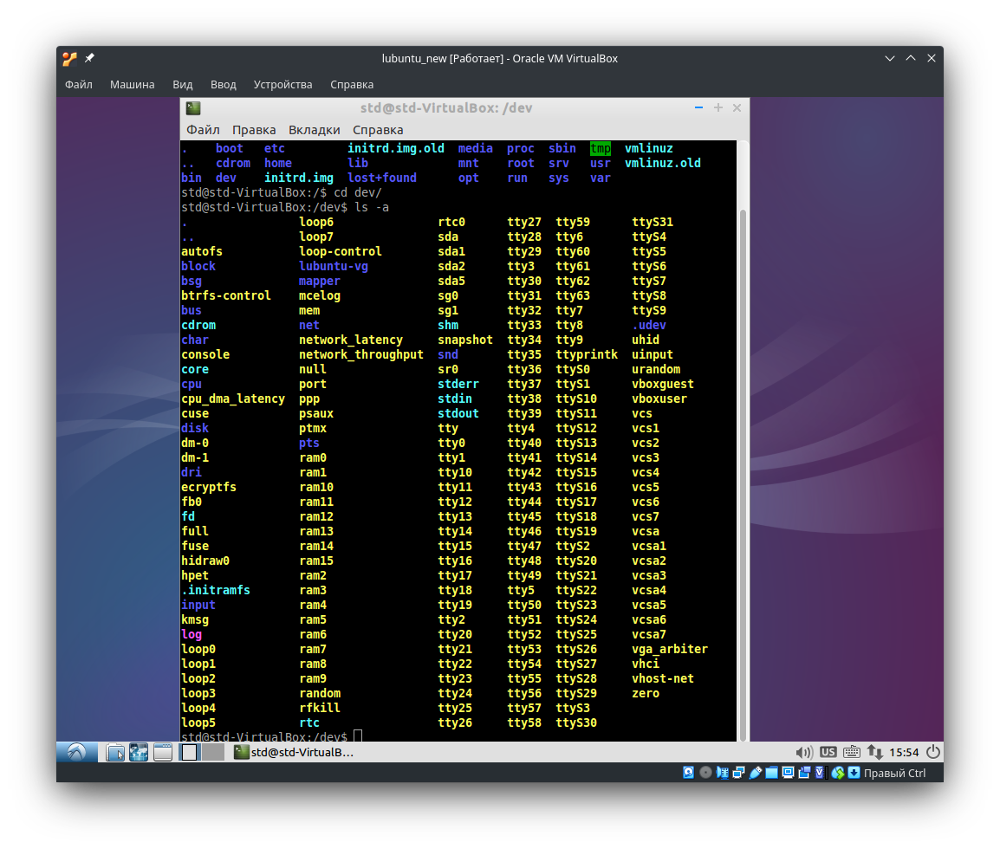 lubuntu_new [Работает] - Oracle VM VirtualBox
Файл Машина Вид Ввод Устройства Справка
std@std-VirtualBox: /dev
Файл Правка Вкладки Справка
. boot etc initrd.img.old media proc sbin tmp vmlinuz
.. cdrom home lib mnt root srv usr vmlinuz.old
bin dev initrd.img lost+found opt run sys var
std@std-VirtualBox:/$ cd dev/
std@std-VirtualBox:/dev$ ls -a
. loop6 rtc0 tty27 tty59 ttyS31
.. loop7 sda tty28 tty6 ttyS4
autofs loop-control sda1 tty29 tty60 ttyS5
block lubuntu-vg sda2 tty3 tty61 ttyS6
bsg mapper sda5 tty30 tty62 ttyS7
btrfs-control mcelog sg0 tty31 tty63 ttyS8
bus mem sg1 tty32 tty7 ttyS9
cdrom net shm tty33 tty8 .udev
char network_latency snapshot tty34 tty9 uhid
console network_throughput snd tty35 ttyprintk uinput
core null sr0 tty36 ttyS0 urandom
cpu port stderr tty37 ttyS1 vboxguest
cpu_dma_latency ppp stdin tty38 ttyS10 vboxuser
cuse psaux stdout tty39 ttyS11 vcs
disk ptmx tty tty4 ttyS12 vcs1
dm-0 pts tty0 tty40 ttyS13 vcs2
dm-1 ram0 tty1 tty41 ttyS14 vcs3
dri ram1 tty10 tty42 ttyS15 vcs4
ecryptfs ram10 tty11 tty43 ttyS16 vcs5
fb0 ram11 tty12 tty44 ttyS17 vcs6
fd ram12 tty13 tty45 ttyS18 vcs7
full ram13 tty14 tty46 ttyS19 vcsa
fuse ram14 tty15 tty47 ttyS2 vcsa1
hidraw0 ram15 tty16 tty48 ttyS20 vcsa2
hpet ram2 tty17 tty49 ttyS21 vcsa3
.initramfs ram3 tty18 tty5 ttyS22 vcsa4
input ram4 tty19 tty50 ttyS23 vcsa5
kmsg ram5 tty2 tty51 ttyS24 vcsa6
log ram6 tty20 tty52 ttyS25 vcsa7
loop0 ram7 tty21 tty53 ttyS26 vga_arbiter
loop1 ram8 tty22 tty54 ttyS27 vhci
loop2 ram9 tty23 tty55 ttyS28 vhost-net
loop3 random tty24 tty56 ttyS29 zero
loop4 rfkill tty25 tty57 ttyS3
loop5 rtc tty26 tty58 ttyS30
std@std-VirtualBox:/dev$
std@std-VirtualB... US 15:54
Правый Ctrl